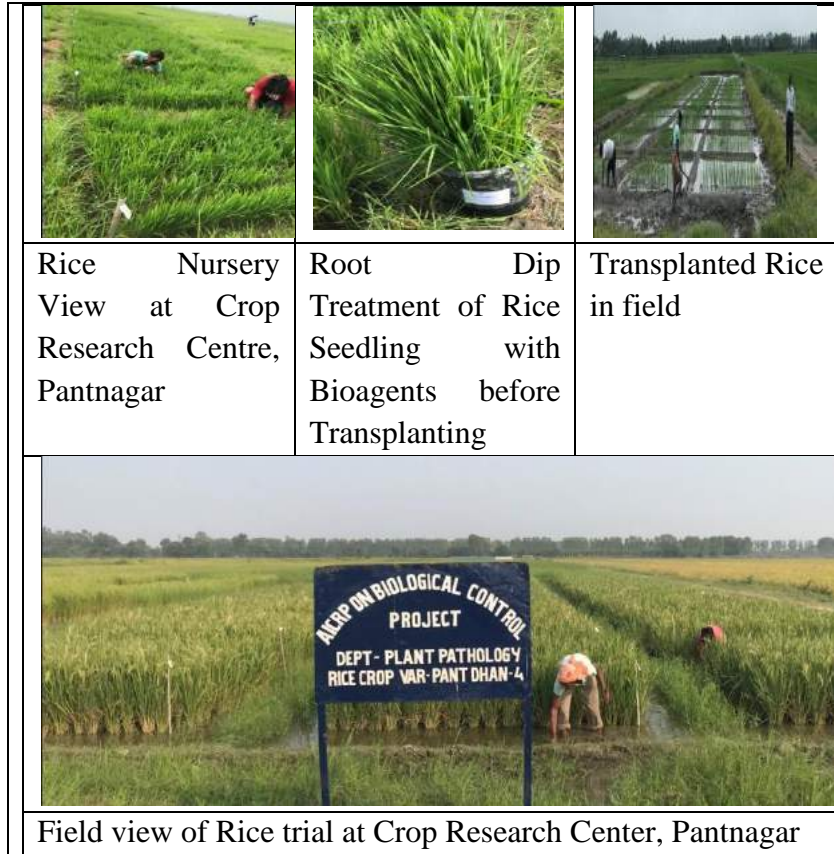 Rice Nursery
View at Crop
Research Centre,
Pantnagar
Root Dip
Treatment of Rice
Seedling with
Bioagents before
Transplanting
Transplanted Rice
in field
AICRP ON BIOLOGICAL CONTROL
PROJECT
DEPT-PLANT PATHOLOGY
RICE CROP VAR-PANT DHAN-4
Field view of Rice trial at Crop Research Center, Pantnagar